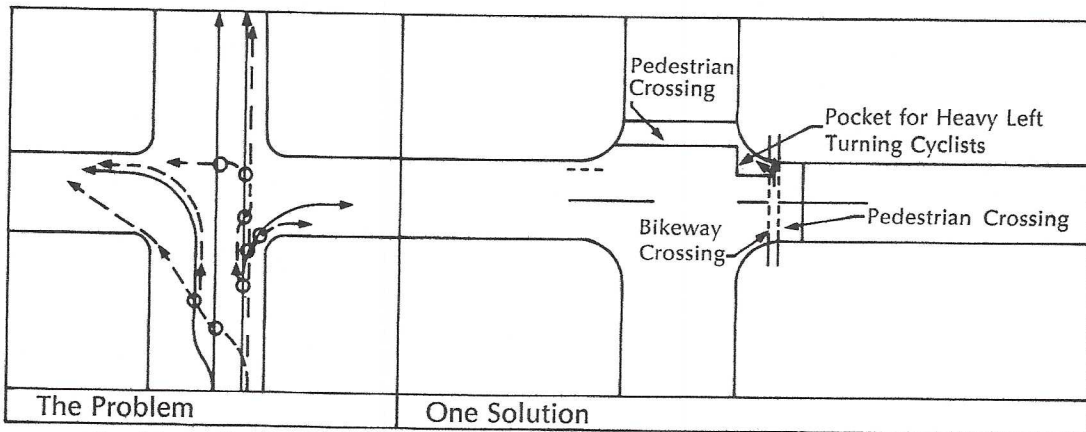 Pedestrian
Crossing
Pocket for Heavy Left
Turning Cyclists
Bikeway
Crossing
Pedestrian Crossing
The Problem
One Solution